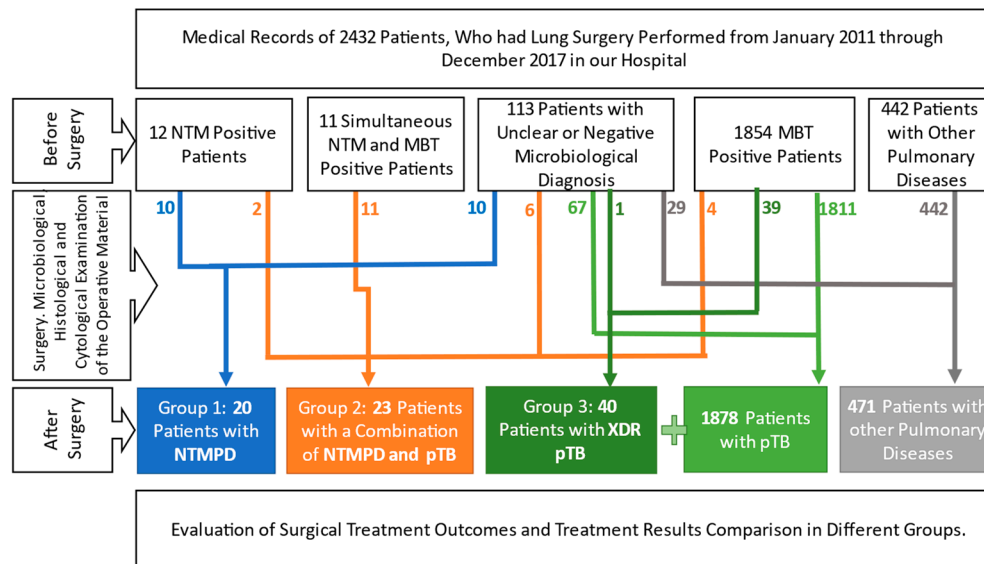 Medical Records of 2432 Patients, Who had Lung Surgery Performed from January 2011 through
December 2017 in our Hospital
Before
Surgery
12 NTM Positive
Patients
11 Simultaneous
NTM and MBT
Positive Patients
113 Patients with
Unclear or Negative
Microbiological
Diagnosis
1854 MBT
Positive Patients
442 Patients
with Other
Pulmonary
Diseases
Surgery. Microbiological,
Histological and
Cytological Examination
of the Operative Material
10
2
11
10
6
67
1
29
4
39
1811
442
After
Surgery
Group 1: 20
Patients with
NTMPD
Group 2: 23 Patients
with a Combination
of NTMPD and pTB
Group 3: 40
Patients with XDR
pTB
1878 Patients
with pTB
471 Patients with
other Pulmonary
Diseases
Evaluation of Surgical Treatment Outcomes and Treatment Results Comparison in Different Groups.